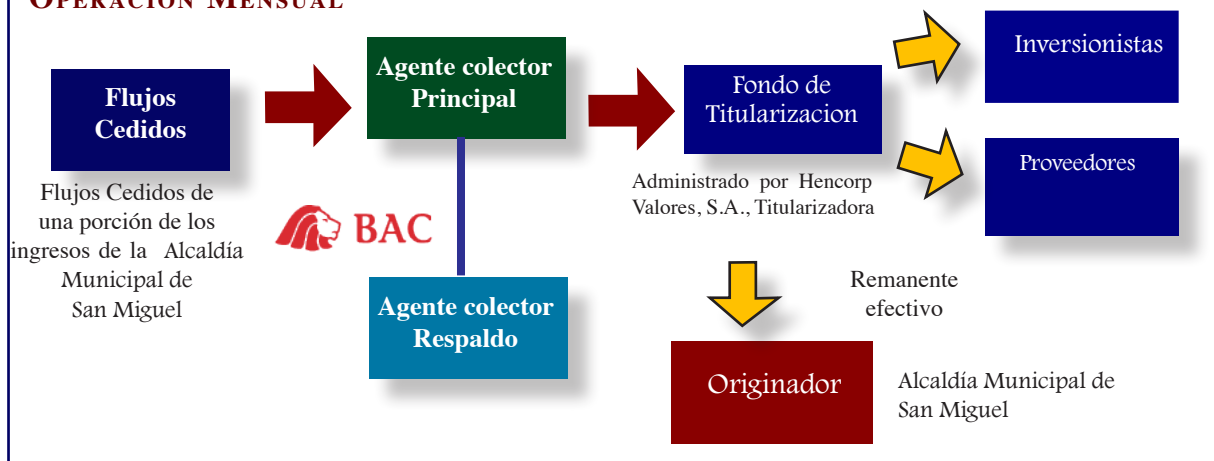 OPERACIÓN MENSUAL
Flujos
Cedidos
Flujos Cedidos de
una porción de los
ingresos de la Alcaldía
Municipal de
San Miguel
Agente colector
Principal
BAC
Agente colector
Respaldo
Fondo de
Titularizacion
Administrado por Hencorp
Valores, S.A., Titularizadora
Inversionistas
Proveedores
Remanente
efectivo
Originador
Alcaldía Municipal de
San Miguel